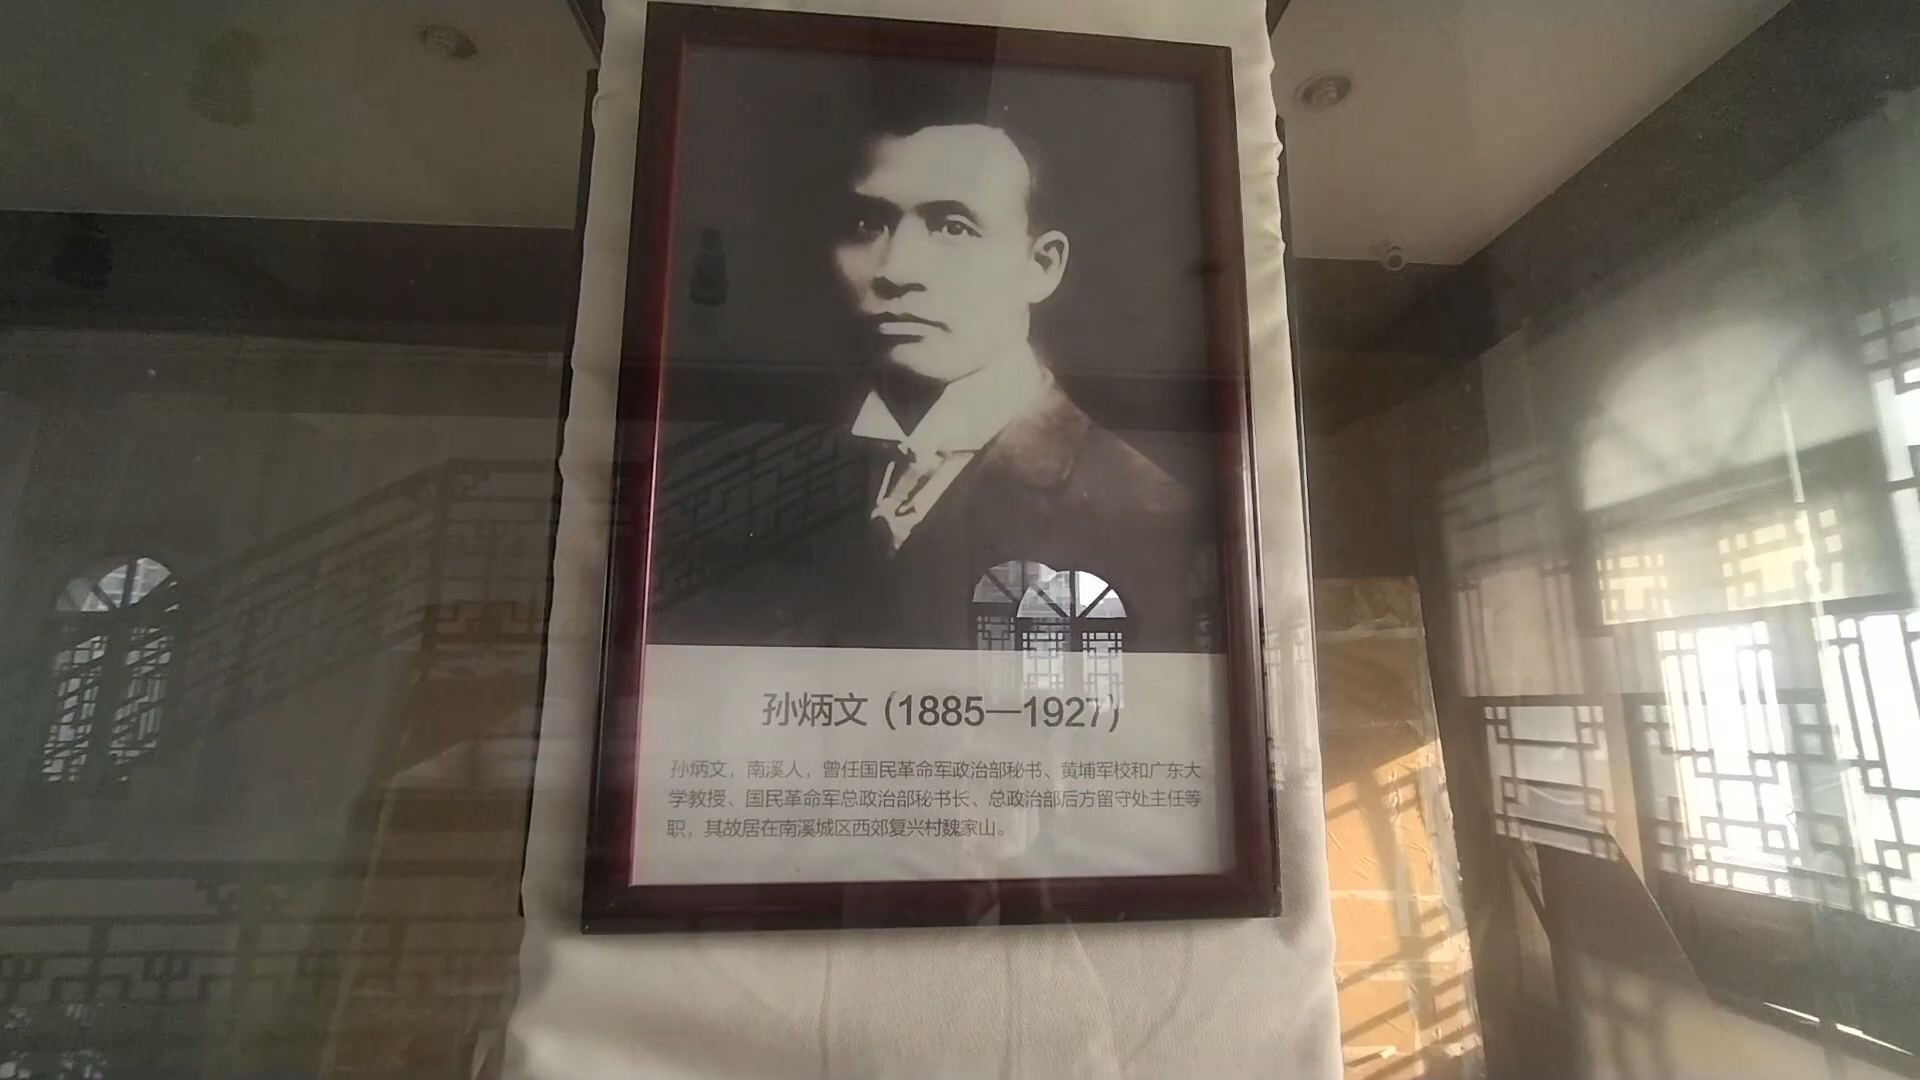 孙炳文（1885—1927）
孙炳文，南溪人，曾任国民革命军政治部秘书、黄埔军校和广东大
学教授、国民革命军总政治部秘书长、总政治部后方留守处主任等
职，其故居在南溪城区西郊复兴村魏家山。